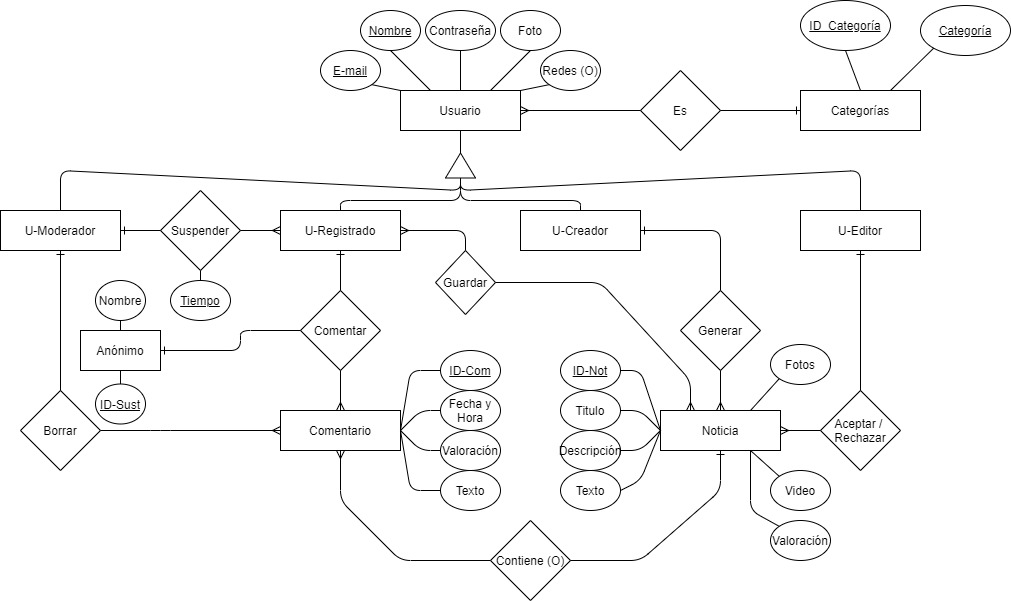 ID_Categoría
Categoría
Nombre
Contraseña
Foto
E-mail
Redes (O)
Usuario
Es
Categorías
U-Moderador
Suspender
U-Registrado
U-Creador
U-Editor
Guardar
Nombre
Tiempo
Anónimo
Comentar
Generar
ID-Sust
ID-Com
ID-Not
Fotos
Fecha y
Hora
Titulo
Borrar
Comentario
Noticia
Aceptar /
Rechazar
Valoración
Descripción
Texto
Texto
Video
Valoración
Contiene (O)